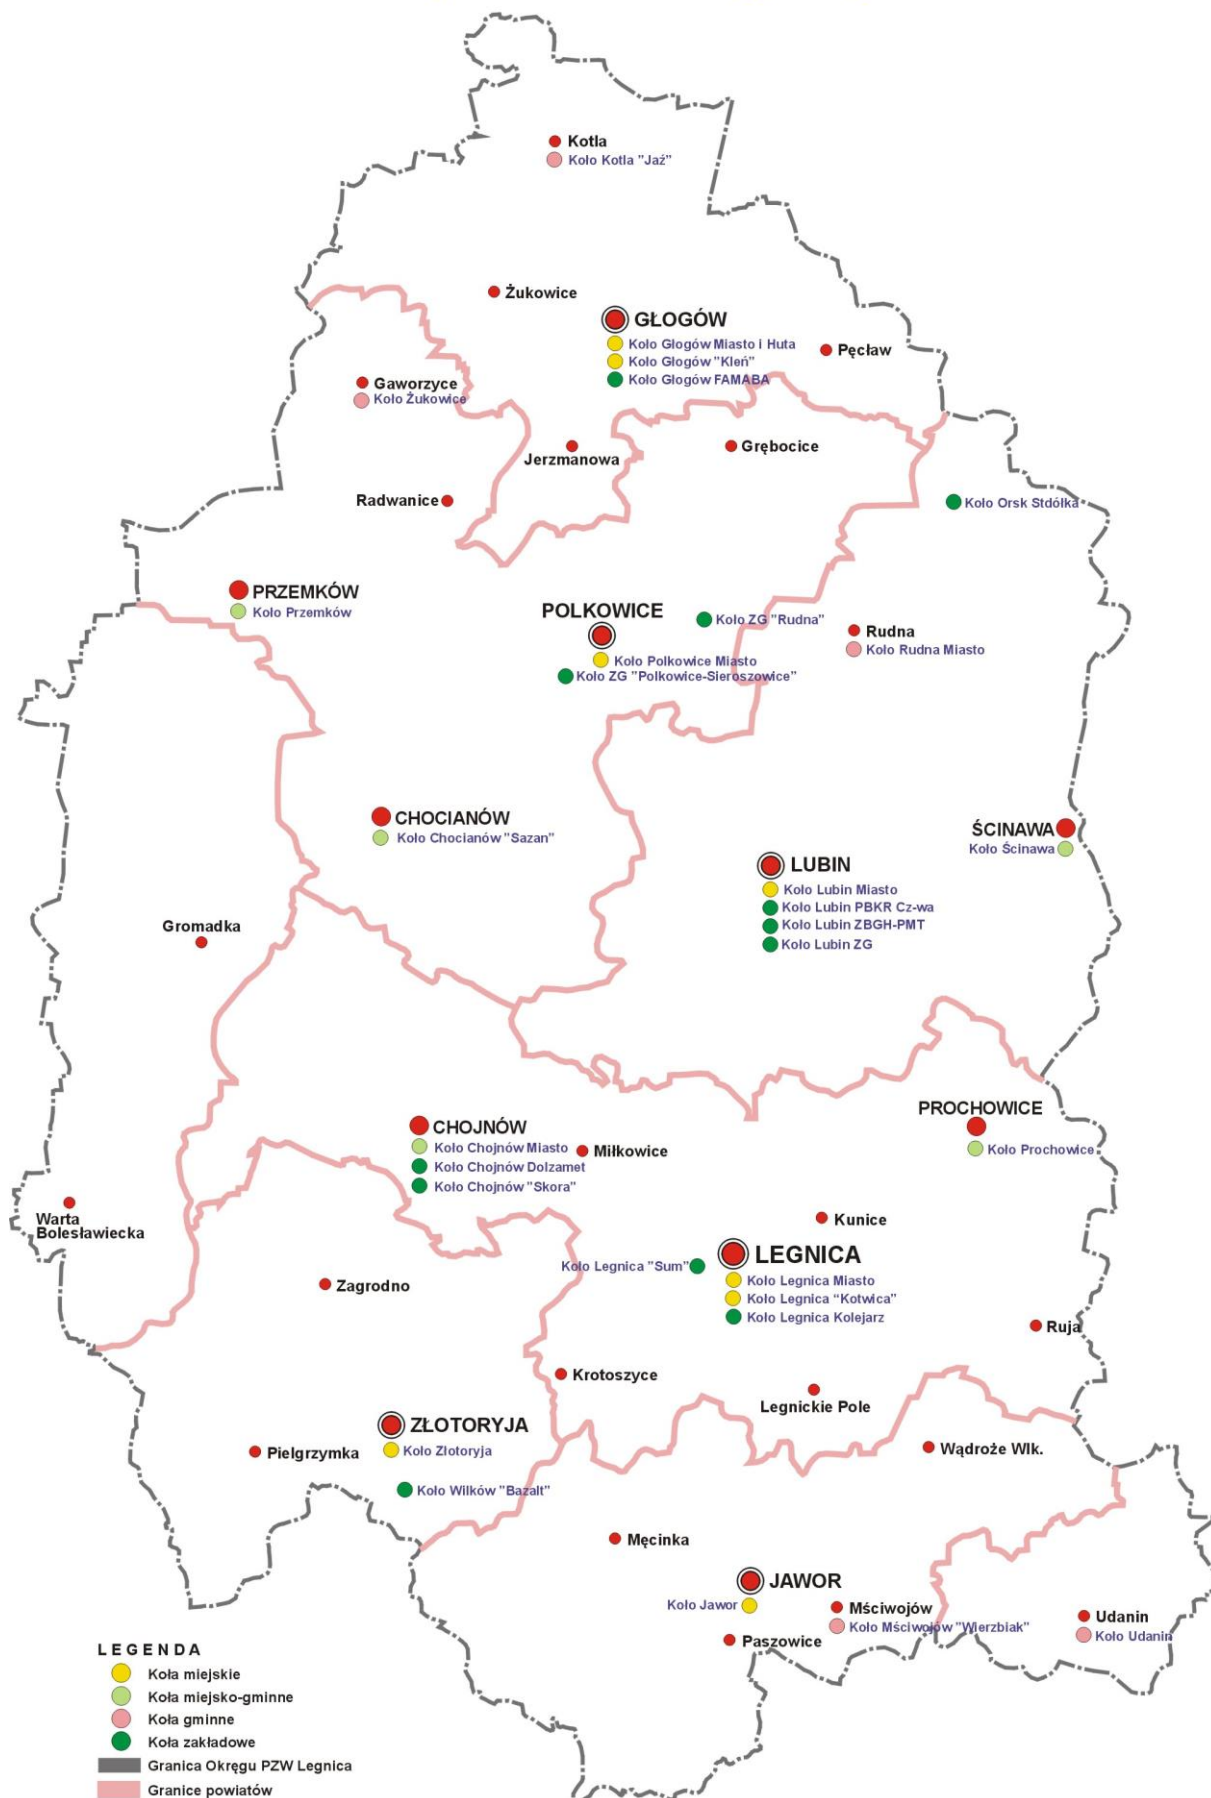 Kotla
Koło Kotla "Jaź"
Żukowice
GŁOGÓW
Koło Głogów Miasto i Huta
Koło Głogów "Kleń"
Koło Głogów FAMABA
Pęcław
Gaworzyce
Koło Żukowice
Jerzmanowa
Grębocice
Radwanice
Koło Orsk Stdółka
PRZEMKÓW
Koło Przemków
POLKOWICE
Koło Polkowice Miasto
Koło ZG "Polkowice-Sieroszowice"
Koło ZG "Rudna"
Rudna
Koło Rudna Miasto
CHOCIANÓW
Koło Chocianów "Sazan"
ŚCINAWA
Koło Ścinawa
LUBIN
Koło Lubin Miasto
Koło Lubin PBKR Cz-wa
Koło Lubin ZBGH-PMT
Koło Lubin ZG
Gromadka
PROCHOWICE
Koło Prochowice
CHOJNÓW
Koło Chojnów Miasto
Koło Chojnów Dolzamet
Koło Chojnów "Skora"
Miłkowice
Warta
Bolesławiecka
Kunice
LEGNICA
Koło Legnica "Sum"
Koło Legnica Miasto
Koło Legnica “Kotwica”
Koło Legnica Kolejarz
Zagrodno
Ruja
Krotoszyce
Legnickie Pole
ZŁOTORYJA
Koło Złotoryja
Koło Wilków "Bazalt"
Pielgrzymka
Wądroże Wlk.
Męcinka
JAWOR
Koło Jawor
Mściwojów
Koło Mściwojów "Wierzbiak"
Paszowice
Udanin
Koło Udanin
LEGENDA
Koła miejskie
Koła miejsko-gminne
Koła gminne
Koła zakładowe
Granica Okręgu PZW Legnica
Granice powiatów